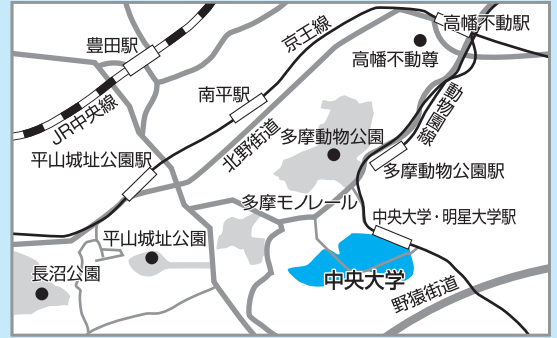 高幡不動駅
豊田駅
京王線
高幡不動尊
南平駅
動物園線
JR中央線
北野街道
多摩動物公園
平山城址公園駅
多摩動物公園駅
多摩モノレール
中央大学・明星大学駅
平山城址公園
長沼公園
中央大学
野猿街道